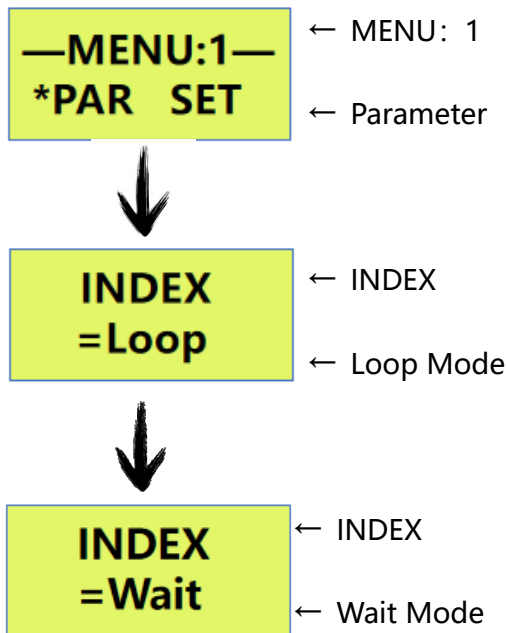 —MENU:1—
← MENU：1
*PAR SET
← Parameter
INDEX
← INDEX
=Loop
← Loop Mode
INDEX
← INDEX
=Wait
← Wait Mode